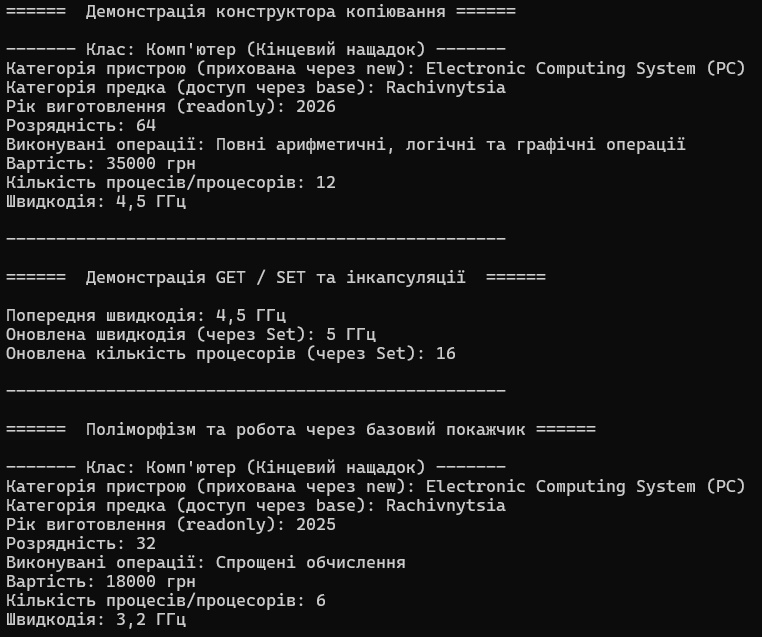 ======  Демонстрація конструктора копіювання ======
------- Клас: Комп'ютер (Кінцевий нащадок) -------
Категорія пристрою (прихована через new): Electronic Computing System (PC)
Категорія предка (доступ через base): Rachivnytsia
Рік виготовлення (readonly): 2026
Розрядність: 64
Виконувані операції: Повні арифметичні, логічні та графічні операції
Вартість: 35000 грн
Кількість процесів/процесорів: 12
Швидкодія: 4,5 ГГц
--------------------------------------------------
======  Демонстрація GET / SET та інкапсуляції  ======
Попередня швидкодія: 4,5 ГГц
Оновлена швидкодія (через Set): 5 ГГц
Оновлена кількість процесорів (через Set): 16
--------------------------------------------------
======  Поліморфізм та робота через базовий покажчик ======
------- Клас: Комп'ютер (Кінцевий нащадок) -------
Категорія пристрою (прихована через new): Electronic Computing System (PC)
Категорія предка (доступ через base): Rachivnytsia
Рік виготовлення (readonly): 2025
Розрядність: 32
Виконувані операції: Спрощені обчислення
Вартість: 18000 грн
Кількість процесів/процесорів: 6
Швидкодія: 3,2 ГГц